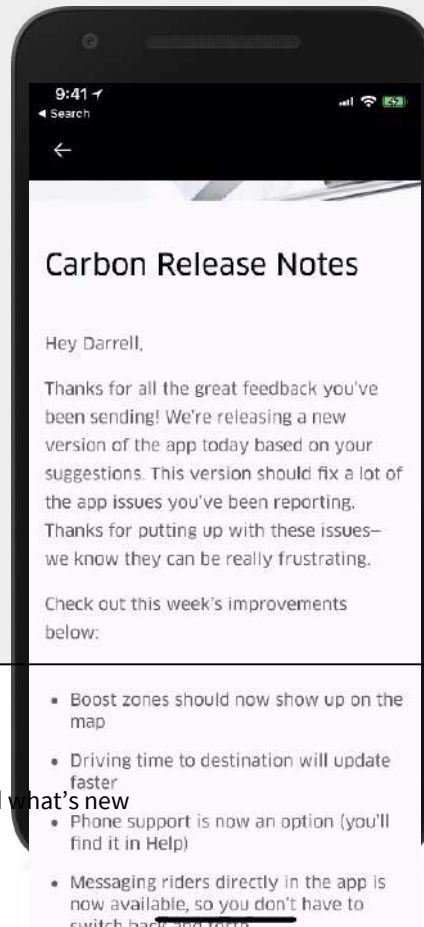 9:41
◀ Search
Carbon Release Notes
Hey Darrell,
Thanks for all the great feedback you've
been sending! We're releasing a new
version of the app today based on your
suggestions. This version should fix a lot of
the app issues you've been reporting.
Thanks for putting up with these issues—
we know they can be really frustrating.
Check out this week's improvements
below:
• Boost zones should now show up on the
map
• Driving time to destination will update
faster
what's new
• Phone support is now an option (you'll
find it in Help)
• Messaging riders directly in the app is
now available, so you don't have to
switch back and forth